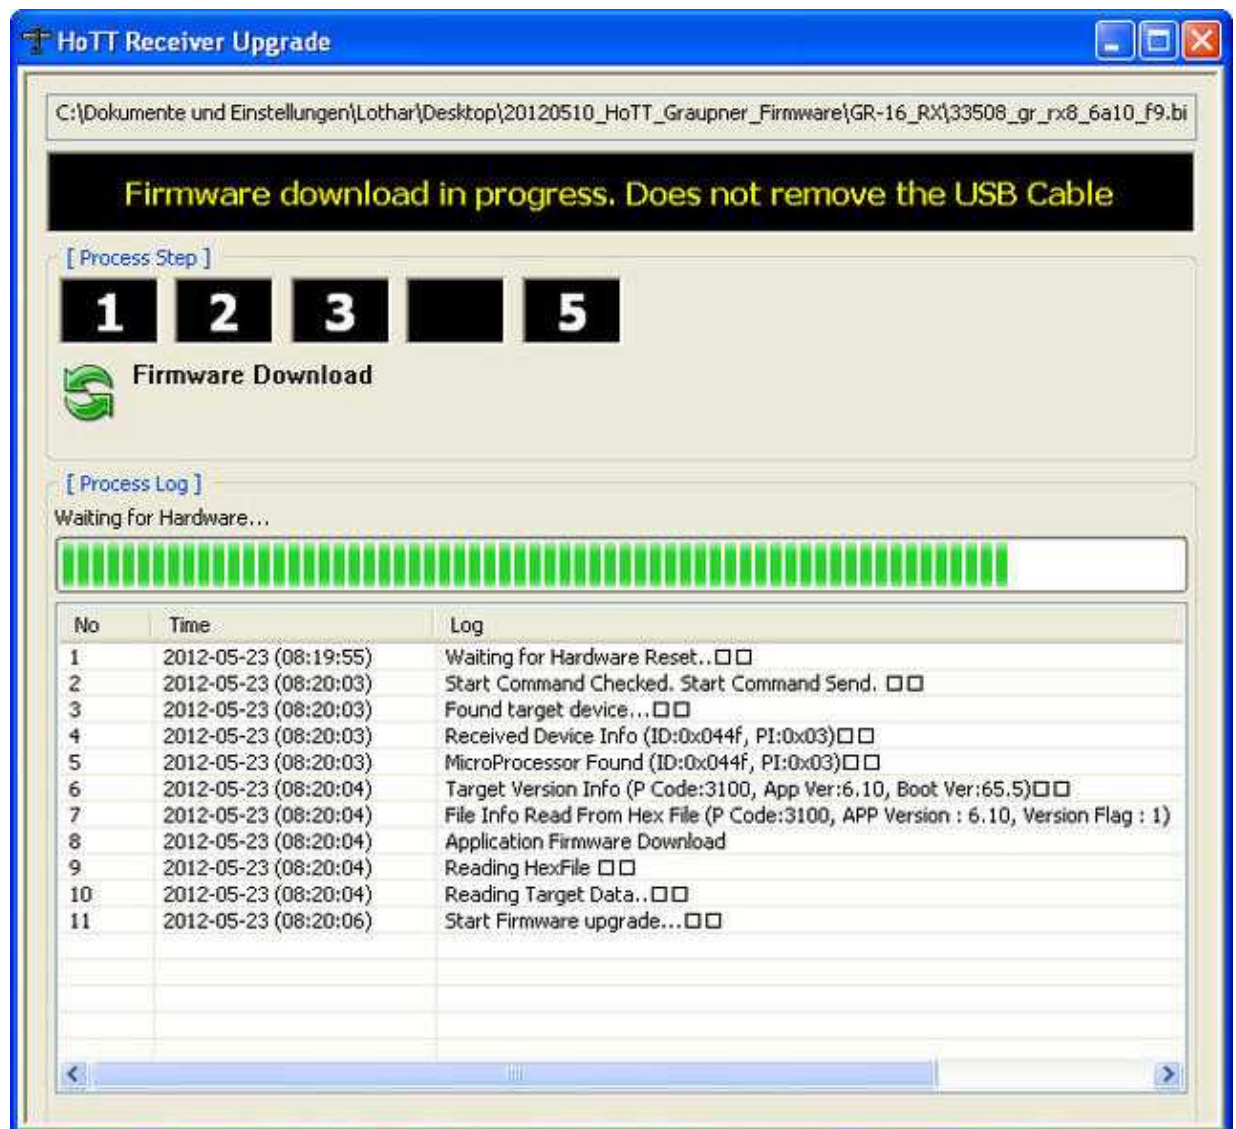 HoTT Receiver Upgrade
C:\Dokumente und Einstellungen\Lothar\Desktop\20120510_HoTT_Graupner_Firmware\GR-16_RX\33508_gr_rx8_6a10_f9.bi
Firmware download in progress. Does not remove the USB Cable
[ Process Step ]
1 2 3 5
Firmware Download
[ Process Log ]
Waiting for Hardware...
No Time Log
1 2012-05-23 (08:19:55) Waiting for Hardware Reset..□□
2 2012-05-23 (08:20:03) Start Command Checked. Start Command Send. □□
3 2012-05-23 (08:20:03) Found target device...□□
4 2012-05-23 (08:20:03) Received Device Info (ID:0x044f, PI:0x03)□□
5 2012-05-23 (08:20:03) MicroProcessor Found (ID:0x044f, PI:0x03)□□
6 2012-05-23 (08:20:04) Target Version Info (P Code:3100, App Ver:6.10, Boot Ver:65.5)□□
7 2012-05-23 (08:20:04) File Info Read From Hex File (P Code:3100, APP Version : 6.10, Version Flag : 1)
8 2012-05-23 (08:20:04) Application Firmware Download
9 2012-05-23 (08:20:04) Reading HexFile □□
10 2012-05-23 (08:20:04) Reading Target Data..□□
11 2012-05-23 (08:20:06) Start Firmware upgrade...□□